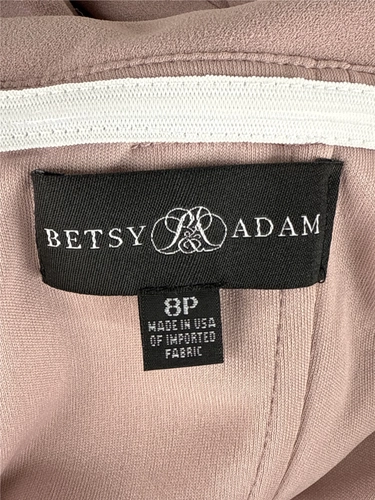 BETSY B&A ADAM
8P
MADE IN USA
OF IMPORTED
FABRIC